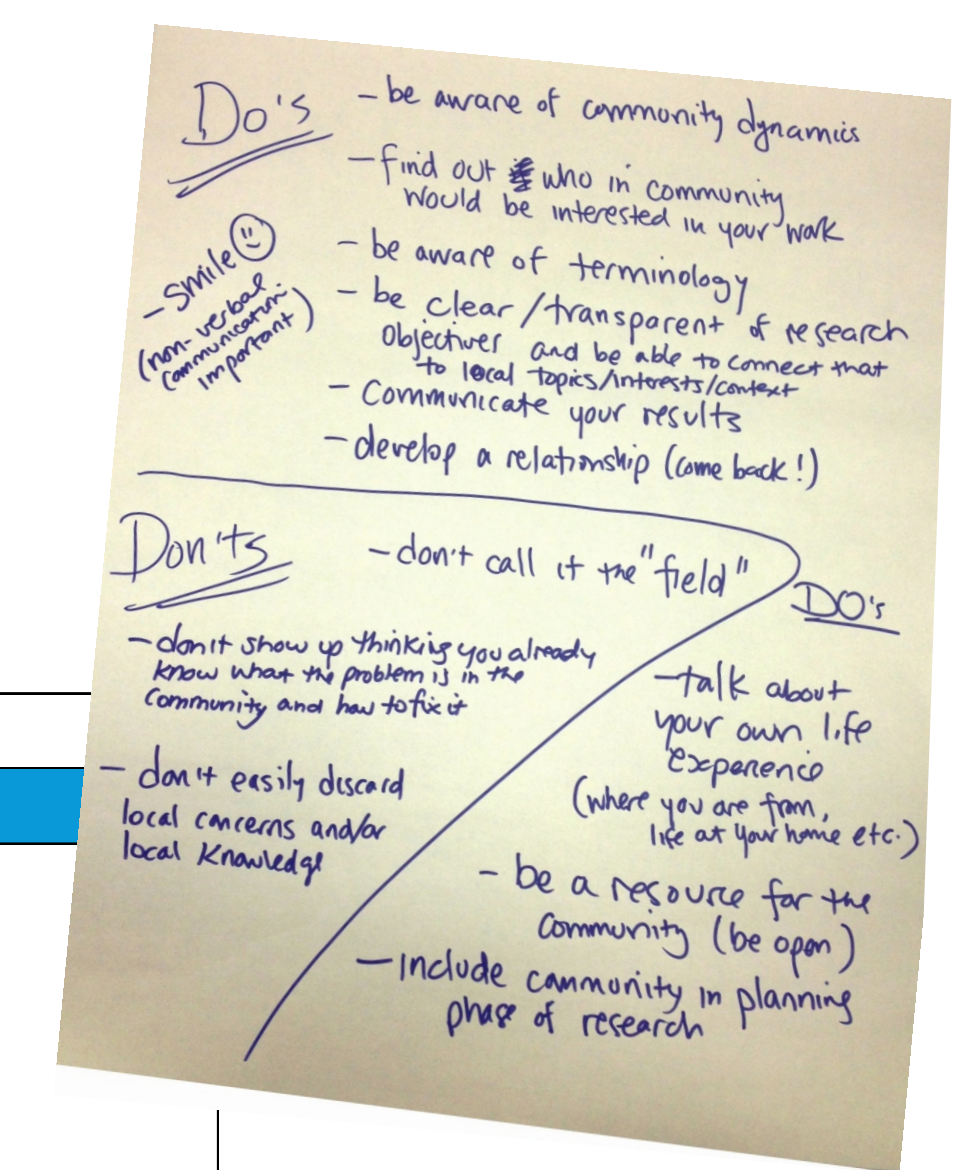 Do's
- be aware of community dynamics
- find out who in community
would be interested in your work
- be aware of terminology
- be clear/transparent of research
objectives and be able to connect that
to local topics/interests/context
- Communicate your results
- develop a relationship (come back!)
- smile
(non-verbal
communication
important)
Don'ts
- don't call it the "field"
- don't show up thinking you already
know what the problem is in the
community and how to fix it
- don't easily discard
local concerns and/or
local knowledge
DO's
- talk about
your own life
experience
(where you are from,
life at your home etc.)
- be a resource for the
community (be open)
- include community in planning
phase of research